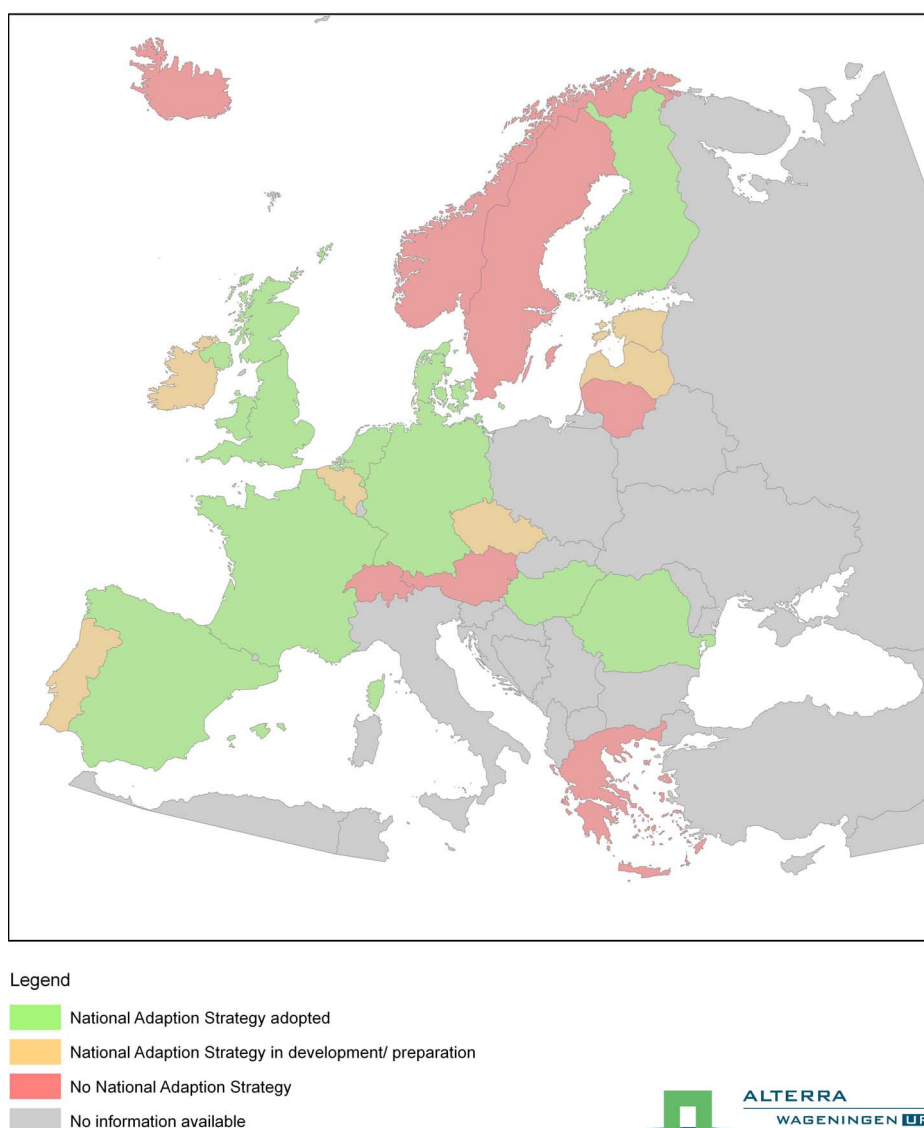 Legend
National Adaption Strategy adopted
National Adaption Strategy in development/ preparation
No National Adaption Strategy
No information available
ALTERRA
WAGENINGEN UR